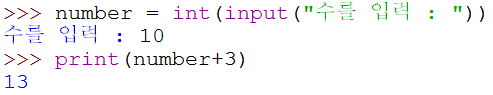 >>> number = int(input("수를 입력 : "))
수를 입력 : 10
>>> print(number+3)
13